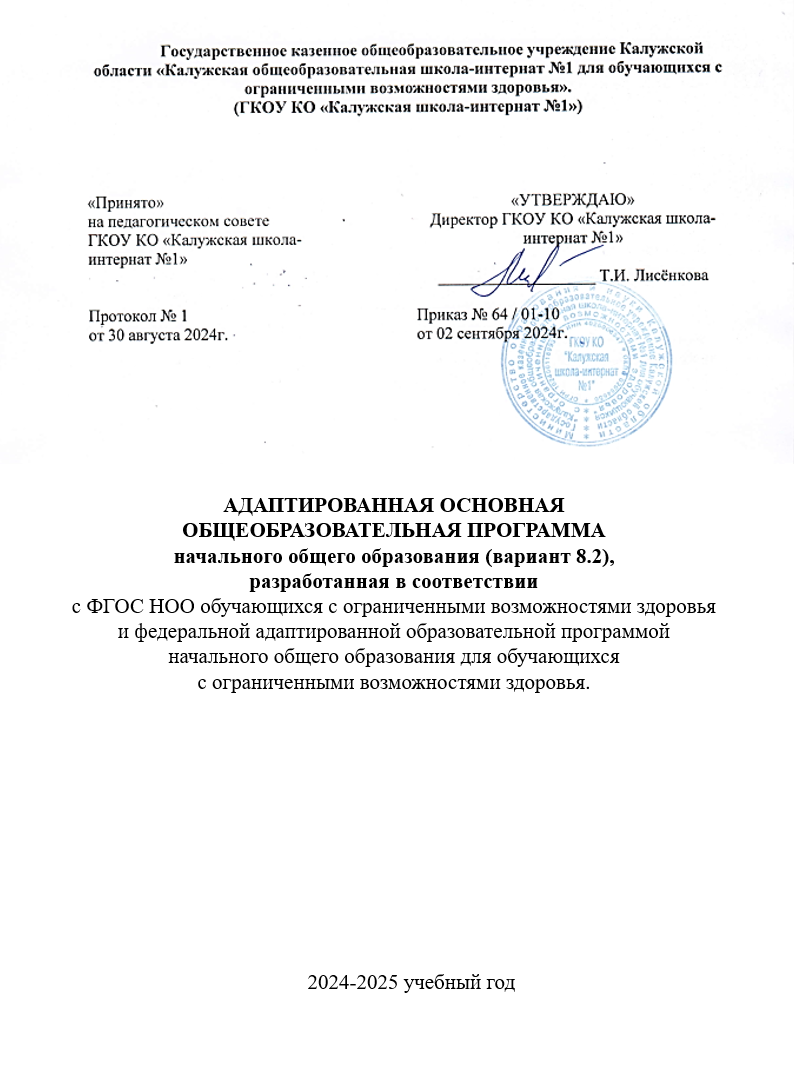 Государственное казенное общеобразовательное учреждение Калужской
области «Калужская общеобразовательная школа-интернат №1 для обучающихся с
ограниченными возможностями здоровья».
(ГКОУ КО «Калужская школа-интернат №1»)
«Принято»
на педагогическом совете
ГКОУ КО «Калужская школа-
интернат №1»
Протокол № 1
от 30 августа 2024г.
«УТВЕРЖДАЮ»
Директор ГКОУ КО «Калужская школа-
интернат №1»
Т.И. Лисёнкова
Приказ № 64 / 01-10
от 02 сентября 2024г.
ГКОУ КО
"Калужская
школа-интернат
№1"
АДАПТИРОВАННАЯ ОСНОВНАЯ
ОБЩЕОБРАЗОВАТЕЛЬНАЯ ПРОГРАММА
начального общего образования (вариант 8.2),
разработанная в соответствии
с ФГОС НОО обучающихся с ограниченными возможностями здоровья
и федеральной адаптированной образовательной программой
начального общего образования для обучающихся
с ограниченными возможностями здоровья.
2024-2025 учебный год